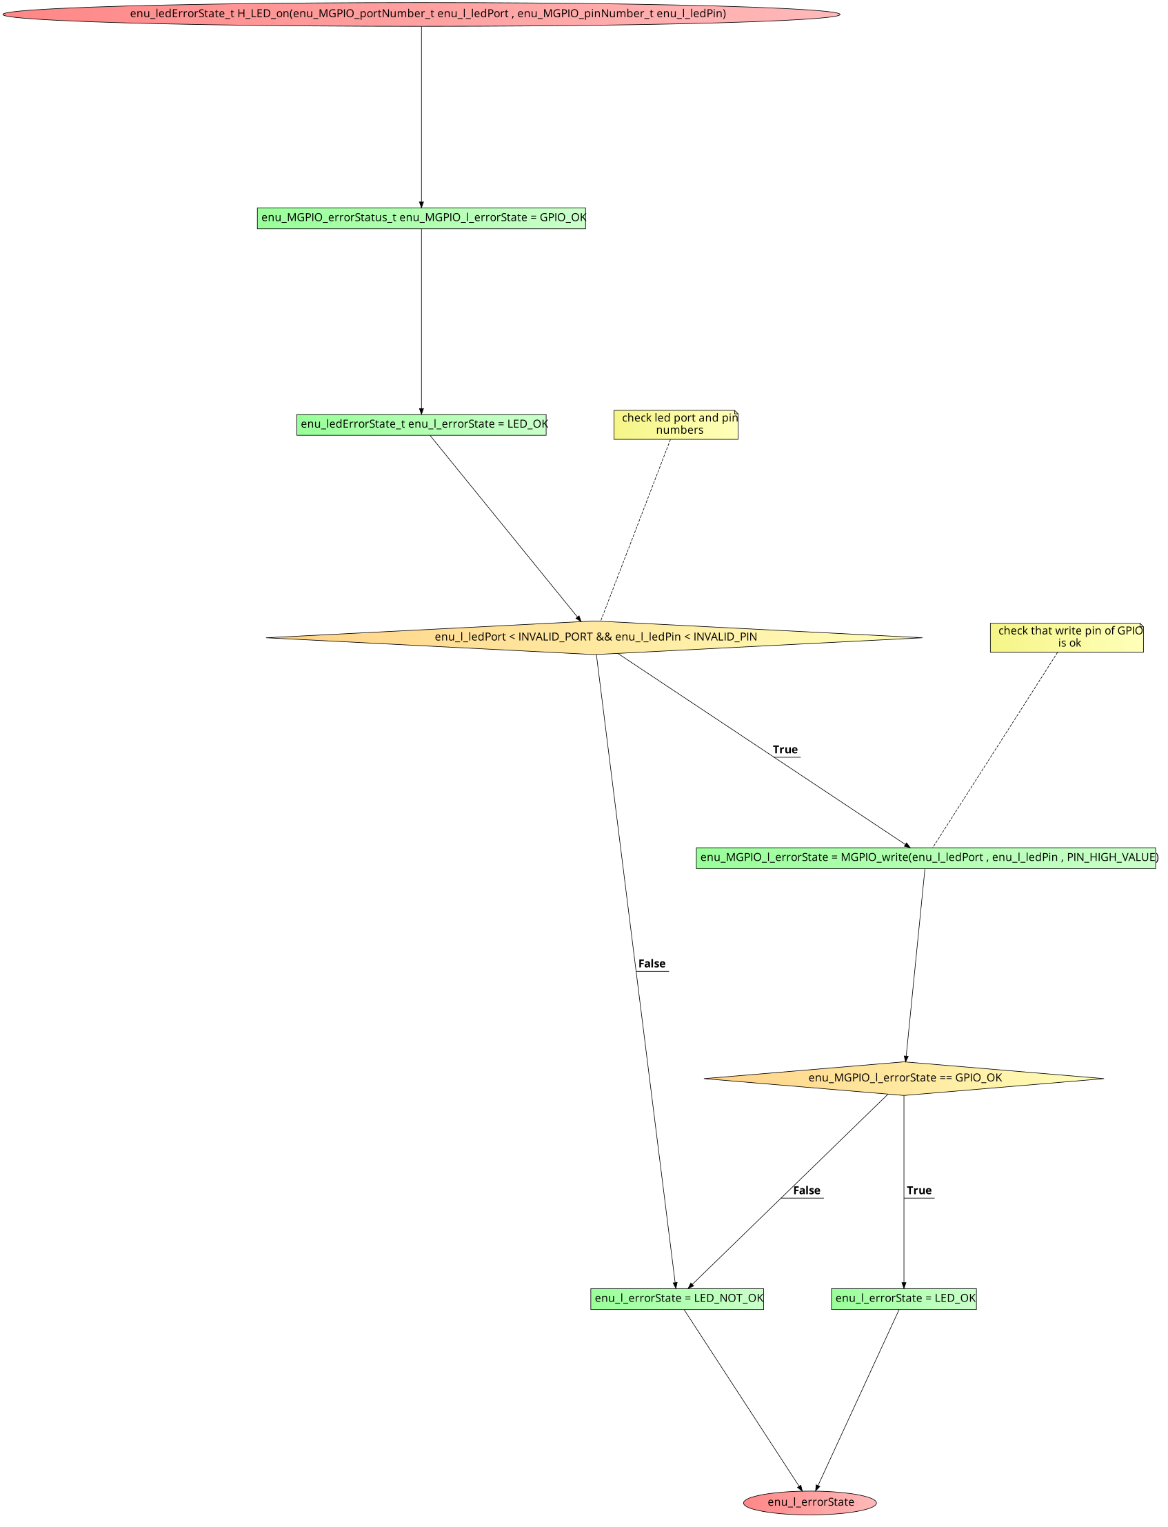 enu_ledErrorState_t H_LED_on(enu_MGPIO_portNumber_t enu_l_ledPort , enu_MGPIO_pinNumber_t enu_l_ledPin)
enu_MGPIO_errorStatus_t enu_MGPIO_l_errorState = GPIO_OK
enu_ledErrorState_t enu_l_errorState = LED_OK
check led port and pin
numbers
enu_l_ledPort < INVALID_PORT && enu_l_ledPin < INVALID_PIN
check that write pin of GPIO
is ok
True
enu_MGPIO_l_errorState = MGPIO_write(enu_l_ledPort , enu_l_ledPin , PIN_HIGH_VALUE)
False
enu_MGPIO_l_errorState == GPIO_OK
False
True
enu_l_errorState = LED_NOT_OK
enu_l_errorState = LED_OK
enu_l_errorState